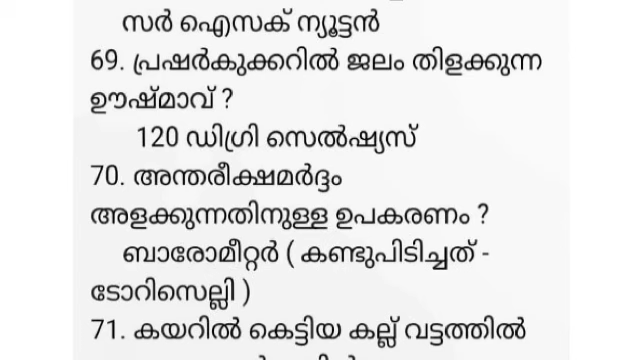 സർ ഐസക് ന്യൂട്ടൻ
69. പ്രഷർകുക്കറിൽ ജലം തിളക്കുന്ന
ഊഷ്മാവ് ?
120 ഡിഗ്രി സെൽഷ്യസ്
70. അന്തരീക്ഷമർദ്ദം
അളക്കുന്നതിനുള്ള ഉപകരണം ?
ബാരോമീറ്റർ ( കണ്ടുപിടിച്ചത് -
ടോറിസെല്ലി )
71. കയറിൽ കെട്ടിയ കല്ല് വട്ടത്തിൽ